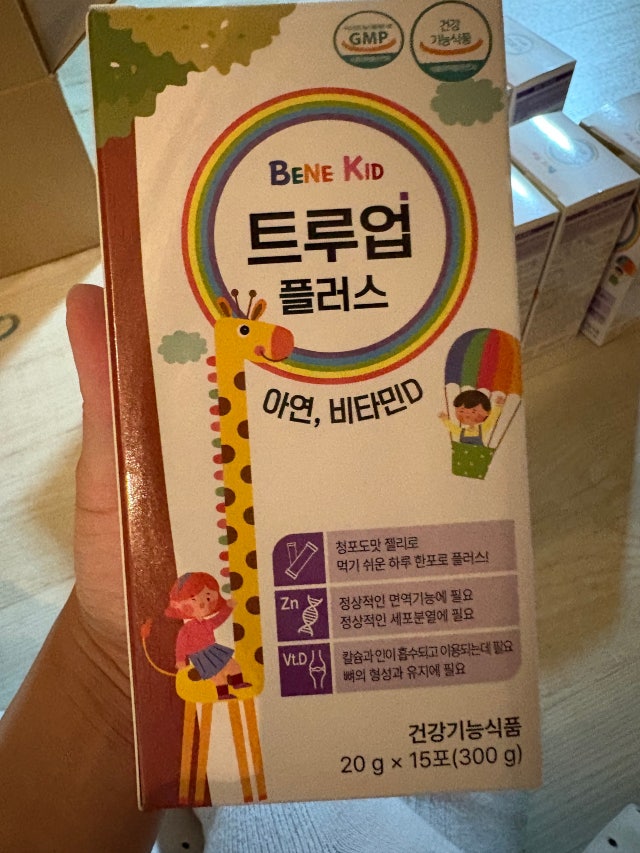 GMP
건강
기능식품
BENE KID
트루업
플러스
아연, 비타민D
청포도맛 젤리로
먹기 쉬운 하루 한포로 플러스!
Zn
정상적인 면역기능에 필요
정상적인 세포분열에 필요
Vt.D
칼슘과 인이 흡수되고 이용되는데 필요
뼈의 형성과 유지에 필요
건강기능식품
20 g × 15포(300 g)